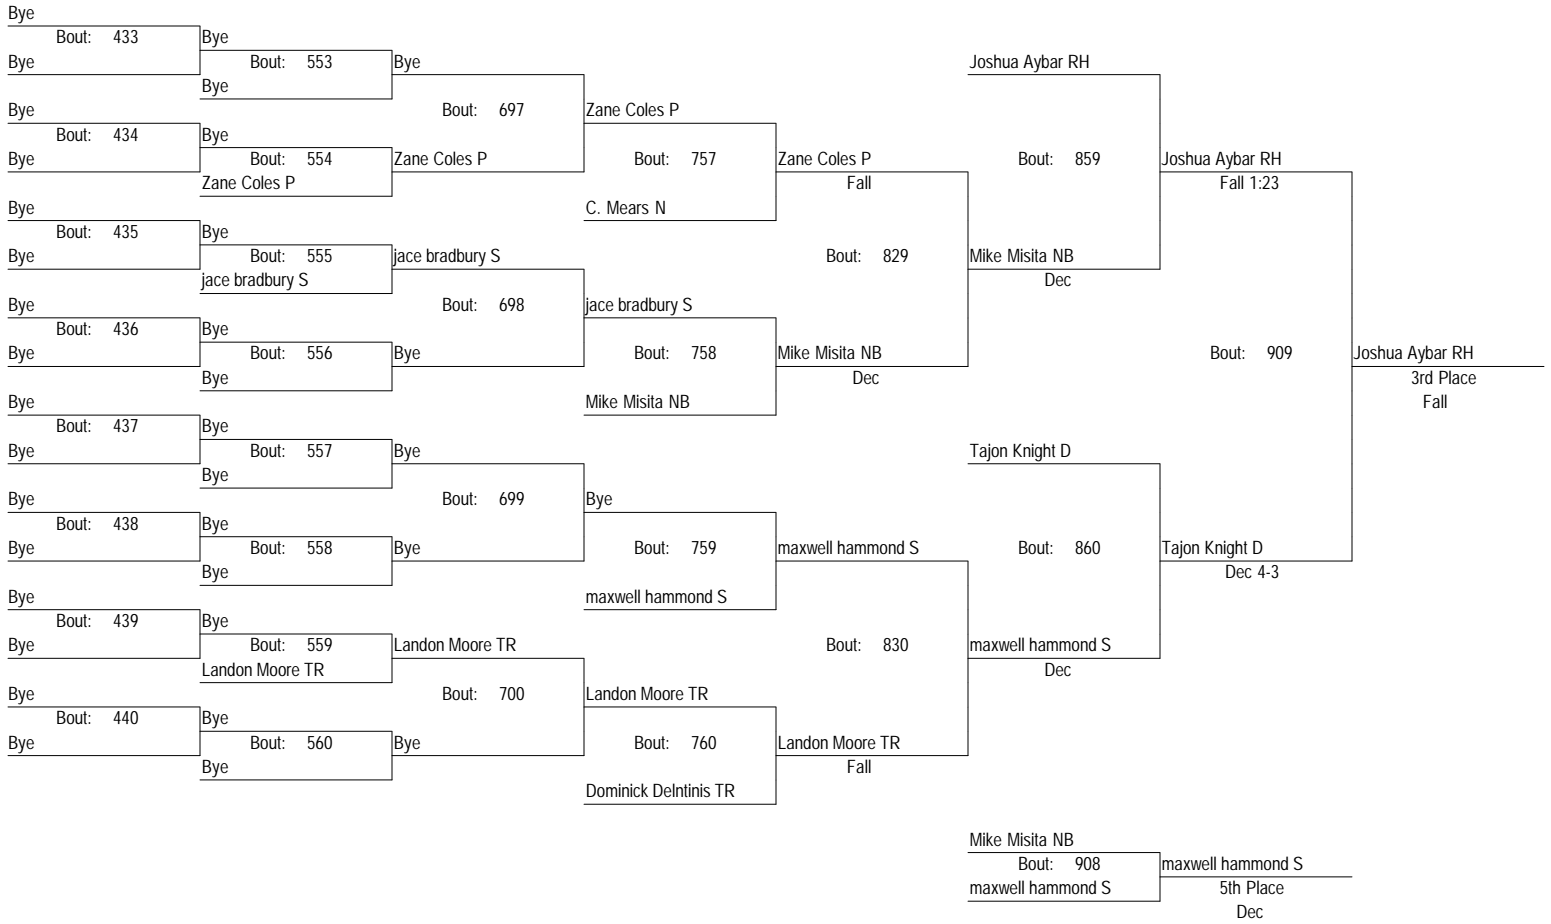 Bye
Bout: 433
Bye
Bye
Bout: 553
Bye
Bye
Bout: 697
Bye
Bout: 434
Bye
Bye
Bout: 554
Zane Coles P
Zane Coles P
Zane Coles P
Bout: 757
C. Mears N
Zane Coles P
Fall
Bye
Bout: 435
Bye
Bye
Bout: 555
jace bradbury S
jace bradbury S
Bout: 698
Bye
Bout: 436
Bye
Bye
Bout: 556
Bye
Bye
jace bradbury S
Bout: 758
Mike Misita NB
Mike Misita NB
Dec
Bout: 829
Joshua Aybar RH
Bout: 859
Mike Misita NB
Dec
Joshua Aybar RH
Fall 1:23
Bye
Bout: 437
Bye
Bye
Bout: 557
Bye
Bye
Bout: 699
Bye
Bout: 438
Bye
Bye
Bout: 558
Bye
Bye
Bye
Bout: 759
maxwell hammond S
maxwell hammond S
Bye
Bout: 439
Bye
Bye
Bout: 559
Landon Moore TR
Landon Moore TR
Bout: 700
Bye
Bout: 440
Bye
Bye
Bout: 560
Bye
Bye
Landon Moore TR
Bout: 760
Dominick DeIntinis TR
Landon Moore TR
Fall
Bout: 830
Tajon Knight D
Bout: 860
maxwell hammond S
Dec
Tajon Knight D
Dec 4-3
Bout: 909
Joshua Aybar RH
3rd Place
Fall
Mike Misita NB
Bout: 908
maxwell hammond S
maxwell hammond S
5th Place
Dec